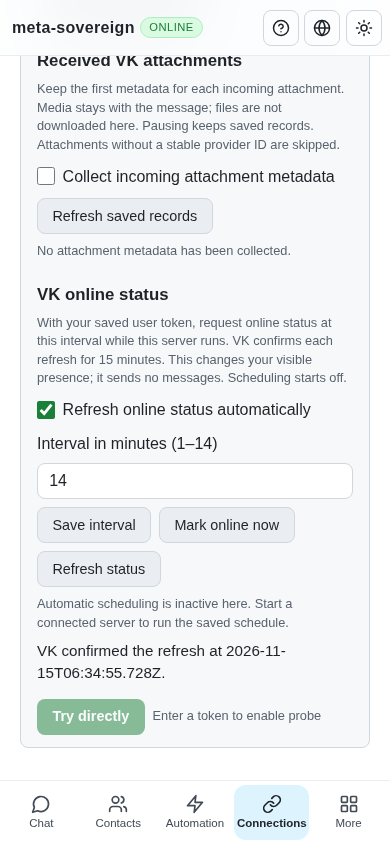 meta-sovereign ONLINE
Received VK attachments
Keep the first metadata for each incoming attachment.
Media stays with the message; files are not
downloaded here. Pausing keeps saved records.
Attachments without a stable provider ID are skipped.
Collect incoming attachment metadata
Refresh saved records
No attachment metadata has been collected.
VK online status
With your saved user token, request online status at
this interval while this server runs. VK confirms each
refresh for 15 minutes. This changes your visible
presence; it sends no messages. Scheduling starts off.
Refresh online status automatically
Interval in minutes (1–14)
14
Save interval Mark online now
Refresh status
Automatic scheduling is inactive here. Start a
connected server to run the saved schedule.
VK confirmed the refresh at 2026-11-
15T06:34:55.728Z.
Try directly Enter a token to enable probe
Chat Contacts Automation Connections More